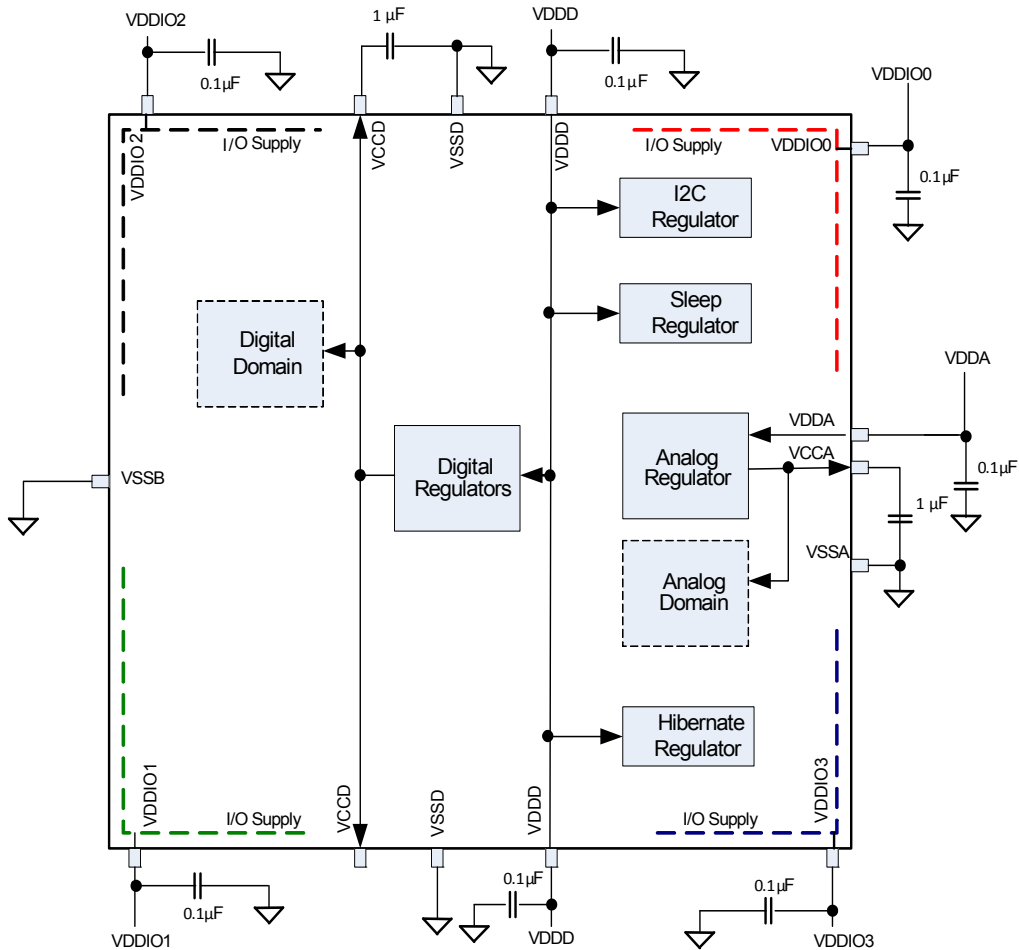 VDDIO2
1 µF
VDDD
0.1µF
0.1µF
VDDIO0
0.1µF
VDDIO2
I/O Supply
VCCD
VSSD
VDDD
I/O Supply
VDDIO0
I2C
Regulator
Sleep
Regulator
Digital
Domain
VDDA
VDDA
VCCA
Analog
Regulator
Digital
Regulators
0.1µF
1 µF
VSSB
VSSA
Analog
Domain
Hibernate
Regulator
VDDIO1
I/O Supply
VCCD
VSSD
VDDD
I/O Supply
VDDIO3
0.1µF
0.1µF
0.1µF
VDDIO1
VDDD
VDDIO3